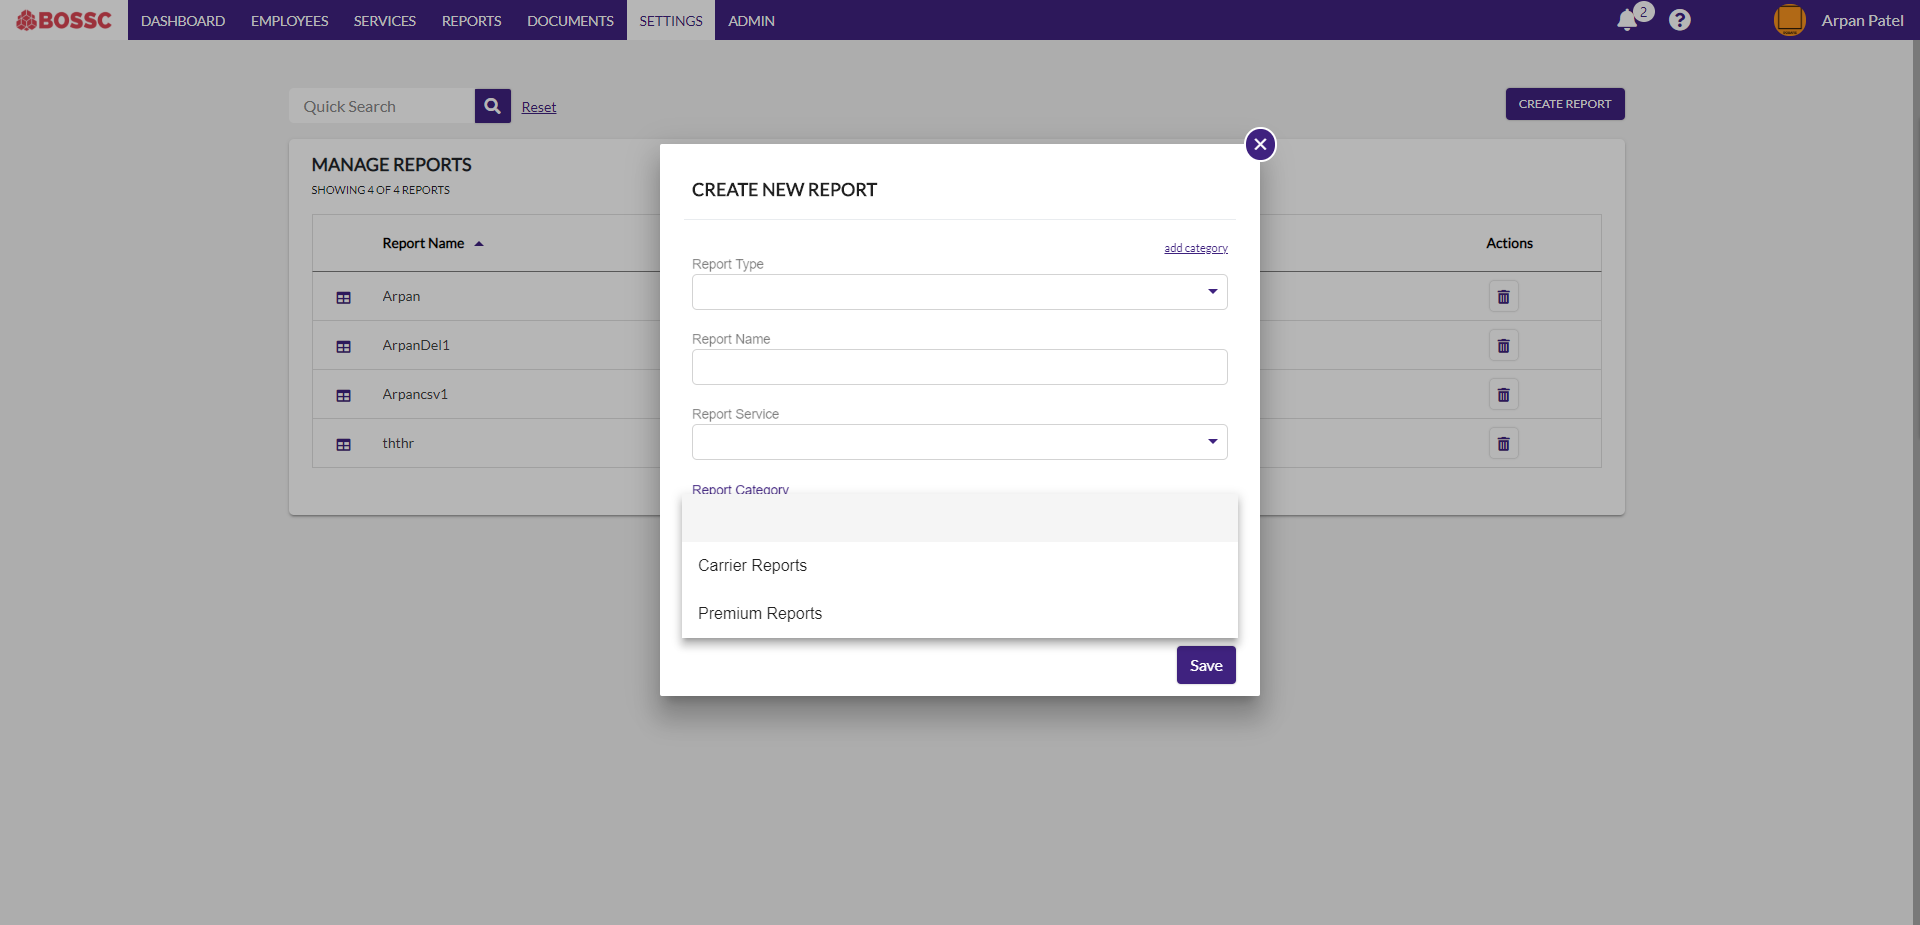 BOSSC DASHBOARD EMPLOYEES SERVICES REPORTS DOCUMENTS SETTINGS ADMIN 2 ? Arpan Patel
Quick Search Reset CREATE REPORT
MANAGE REPORTS
SHOWING 4 OF 4 REPORTS
Report Name Actions
Arpan
ArpanDel1
Arpancsv1
ththr
CREATE NEW REPORT
add category
Report Type
Report Name
Report Service
Report Category
Carrier Reports
Premium Reports
Save